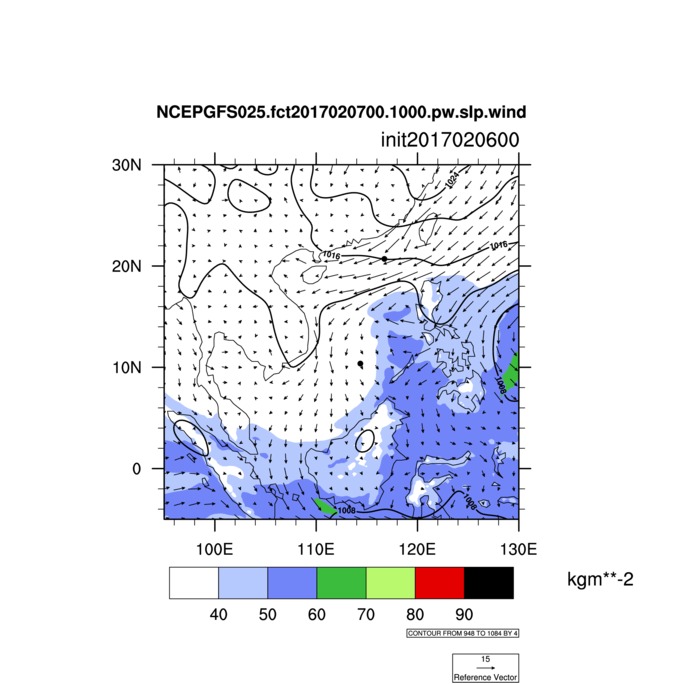 NCEPGFS025.fct2017020700.1000.pw.slp.wind
init2017020600
30N
1024
1016
1016
20N
10N
1008
0
1008
1008
100E 110E 120E 130E
kgm**-2
40 50 60 70 80 90
CONTOUR FROM 948 TO 1084 BY 4
15
Reference Vector